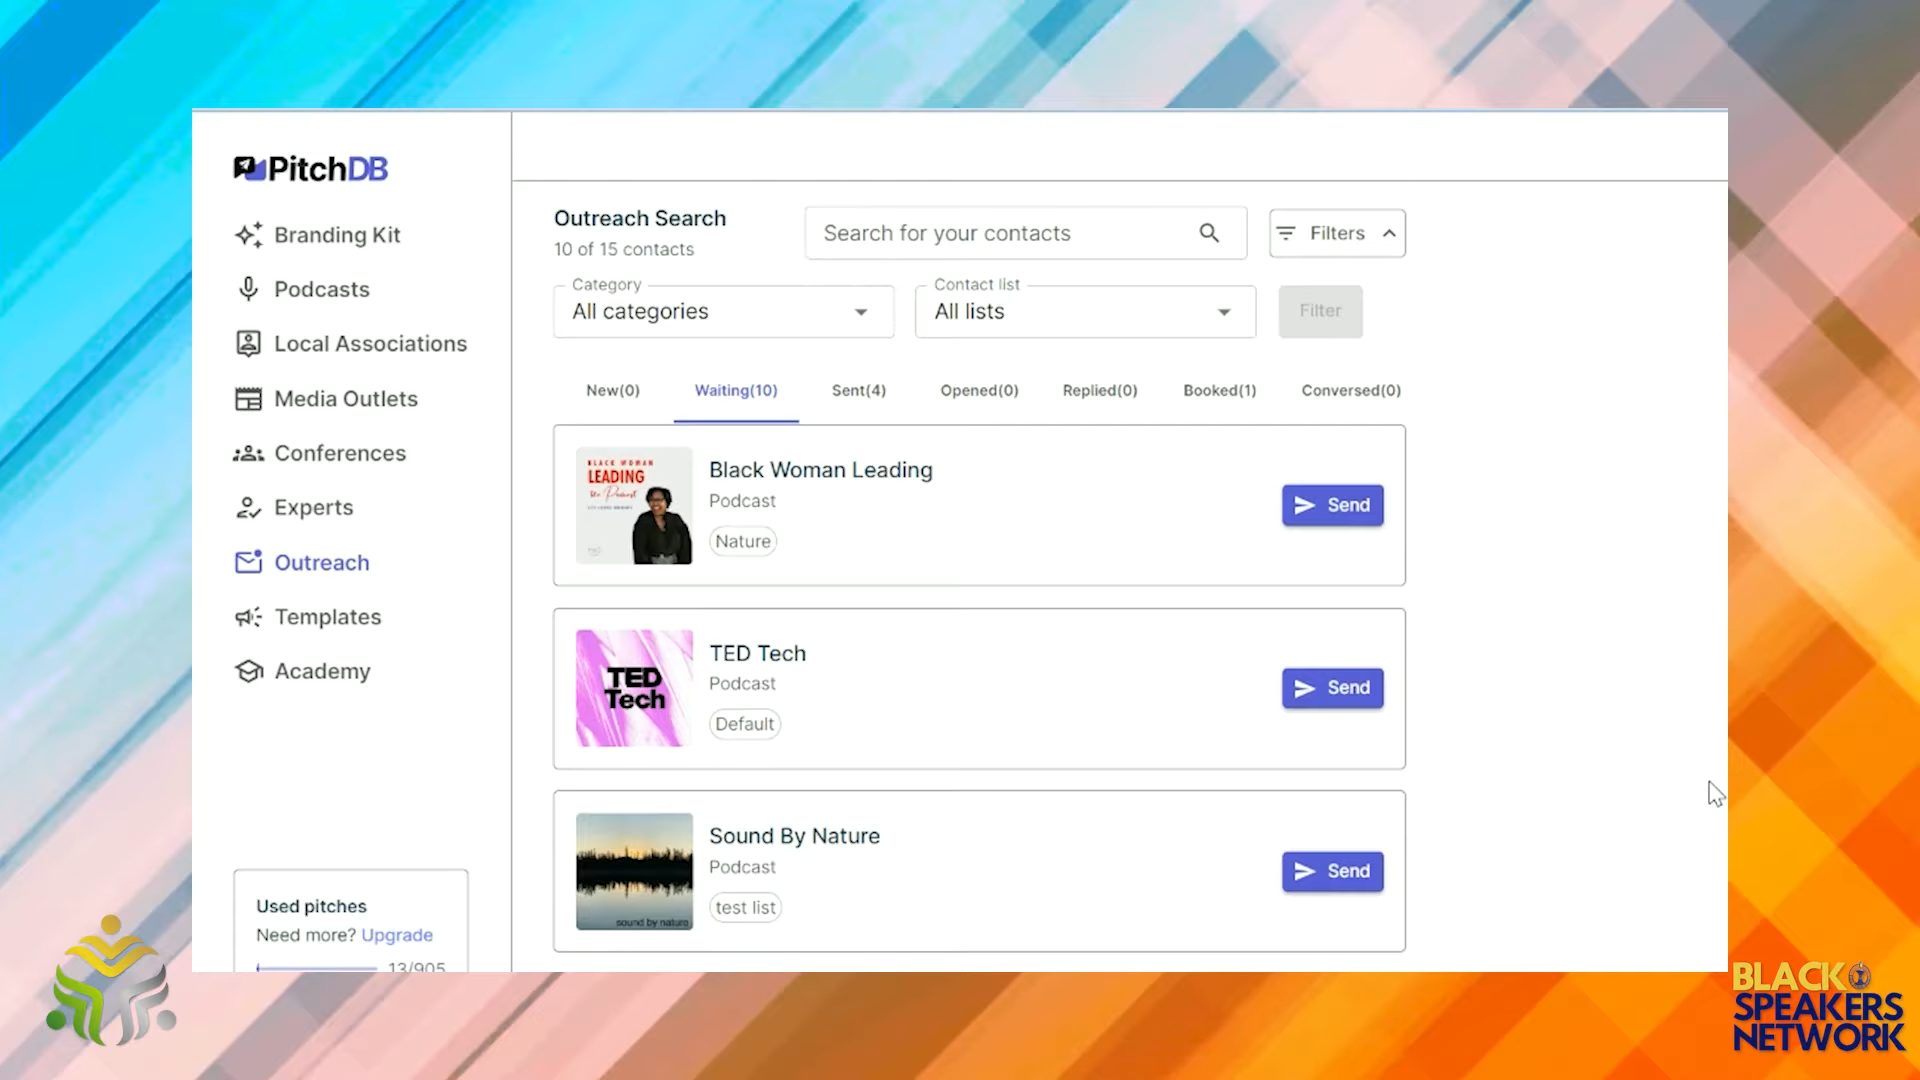 PitchDB
Branding Kit
Podcasts
Local Associations
Media Outlets
Conferences
Experts
Outreach
Templates
Academy
Used pitches
Need more? Upgrade
13/905
Outreach Search
10 of 15 contacts
Search for your contacts
Filters
Category
All categories
Contact list
All lists
Filter
New(0)
Waiting(10)
Sent(4)
Opened(0)
Replied(0)
Booked(1)
Conversed(0)
BLACK WOMAN
LEADING
Black Woman Leading
Podcast
Nature
Send
TED
Tech
TED Tech
Podcast
Default
Send
sound by nature
Sound By Nature
Podcast
test list
Send
BLACK
SPEAKERS
NETWORK